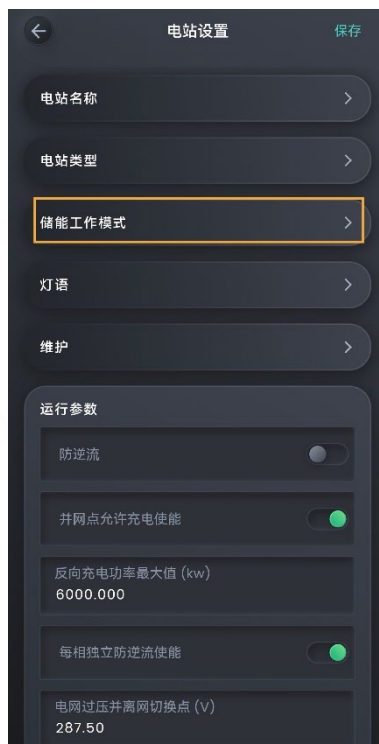 电站设置
保存
电站名称
电站类型
储能工作模式
灯语
维护
运行参数
防逆流
并网点允许充电使能
反向充电功率最大值 (kw)
6000.000
每相独立防逆流使能
电网过压并离网切换点 (V)
287.50